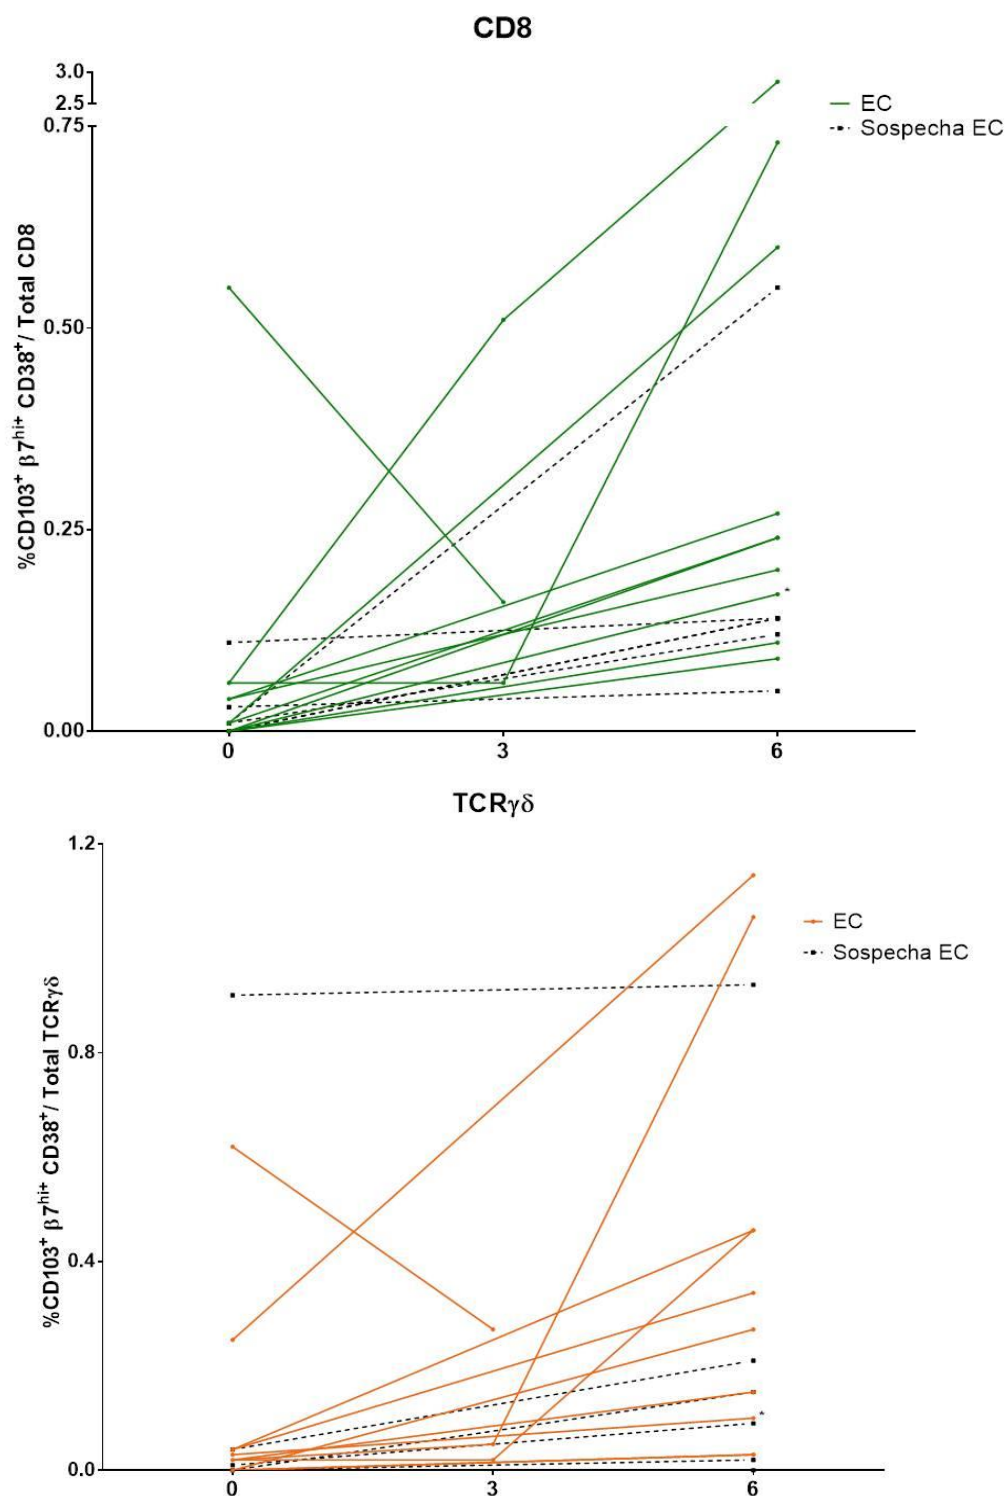 CD8
3.0
2.5
0.75
0.50
0.25
0.00
%CD103⁺ β7ʰⁱ⁺ CD38⁺/ Total CD8
EC
Sospecha EC
*
0 3 6
TCRγδ
1.2
0.8
0.4
0.0
%CD103⁺ β7ʰⁱ⁺ CD38⁺/ Total TCRγδ
EC
Sospecha EC
*
0 3 6